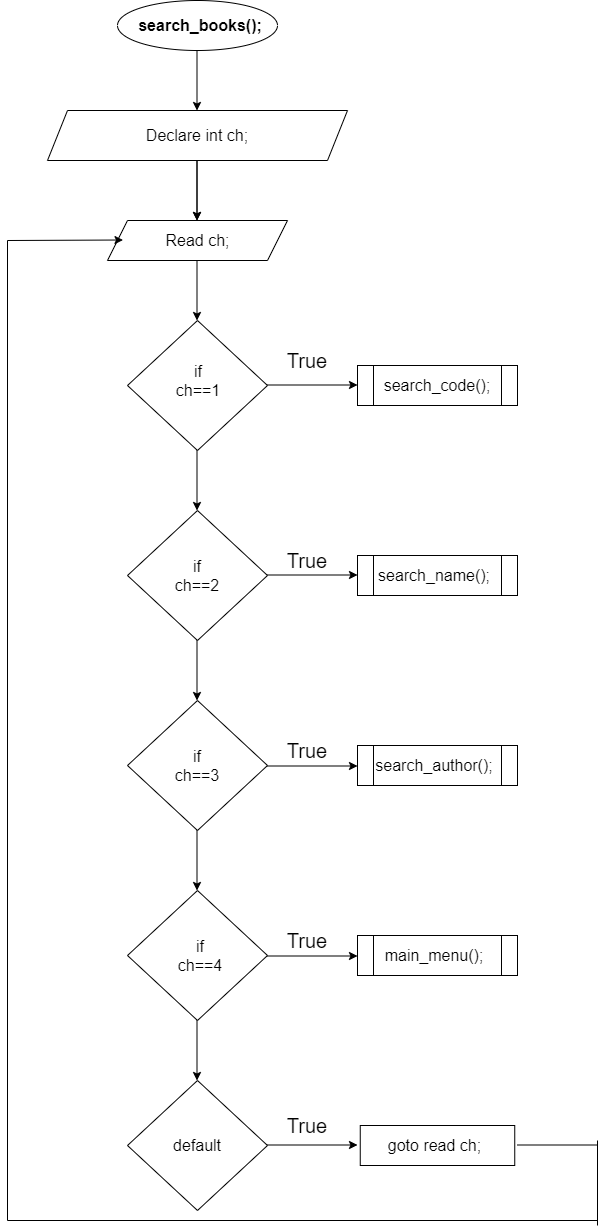 search_books();
Declare int ch;
Read ch;
if
ch==1
True
search_code();
if
ch==2
True
search_name();
if
ch==3
True
search_author();
if
ch==4
True
main_menu();
default
True
goto read ch;